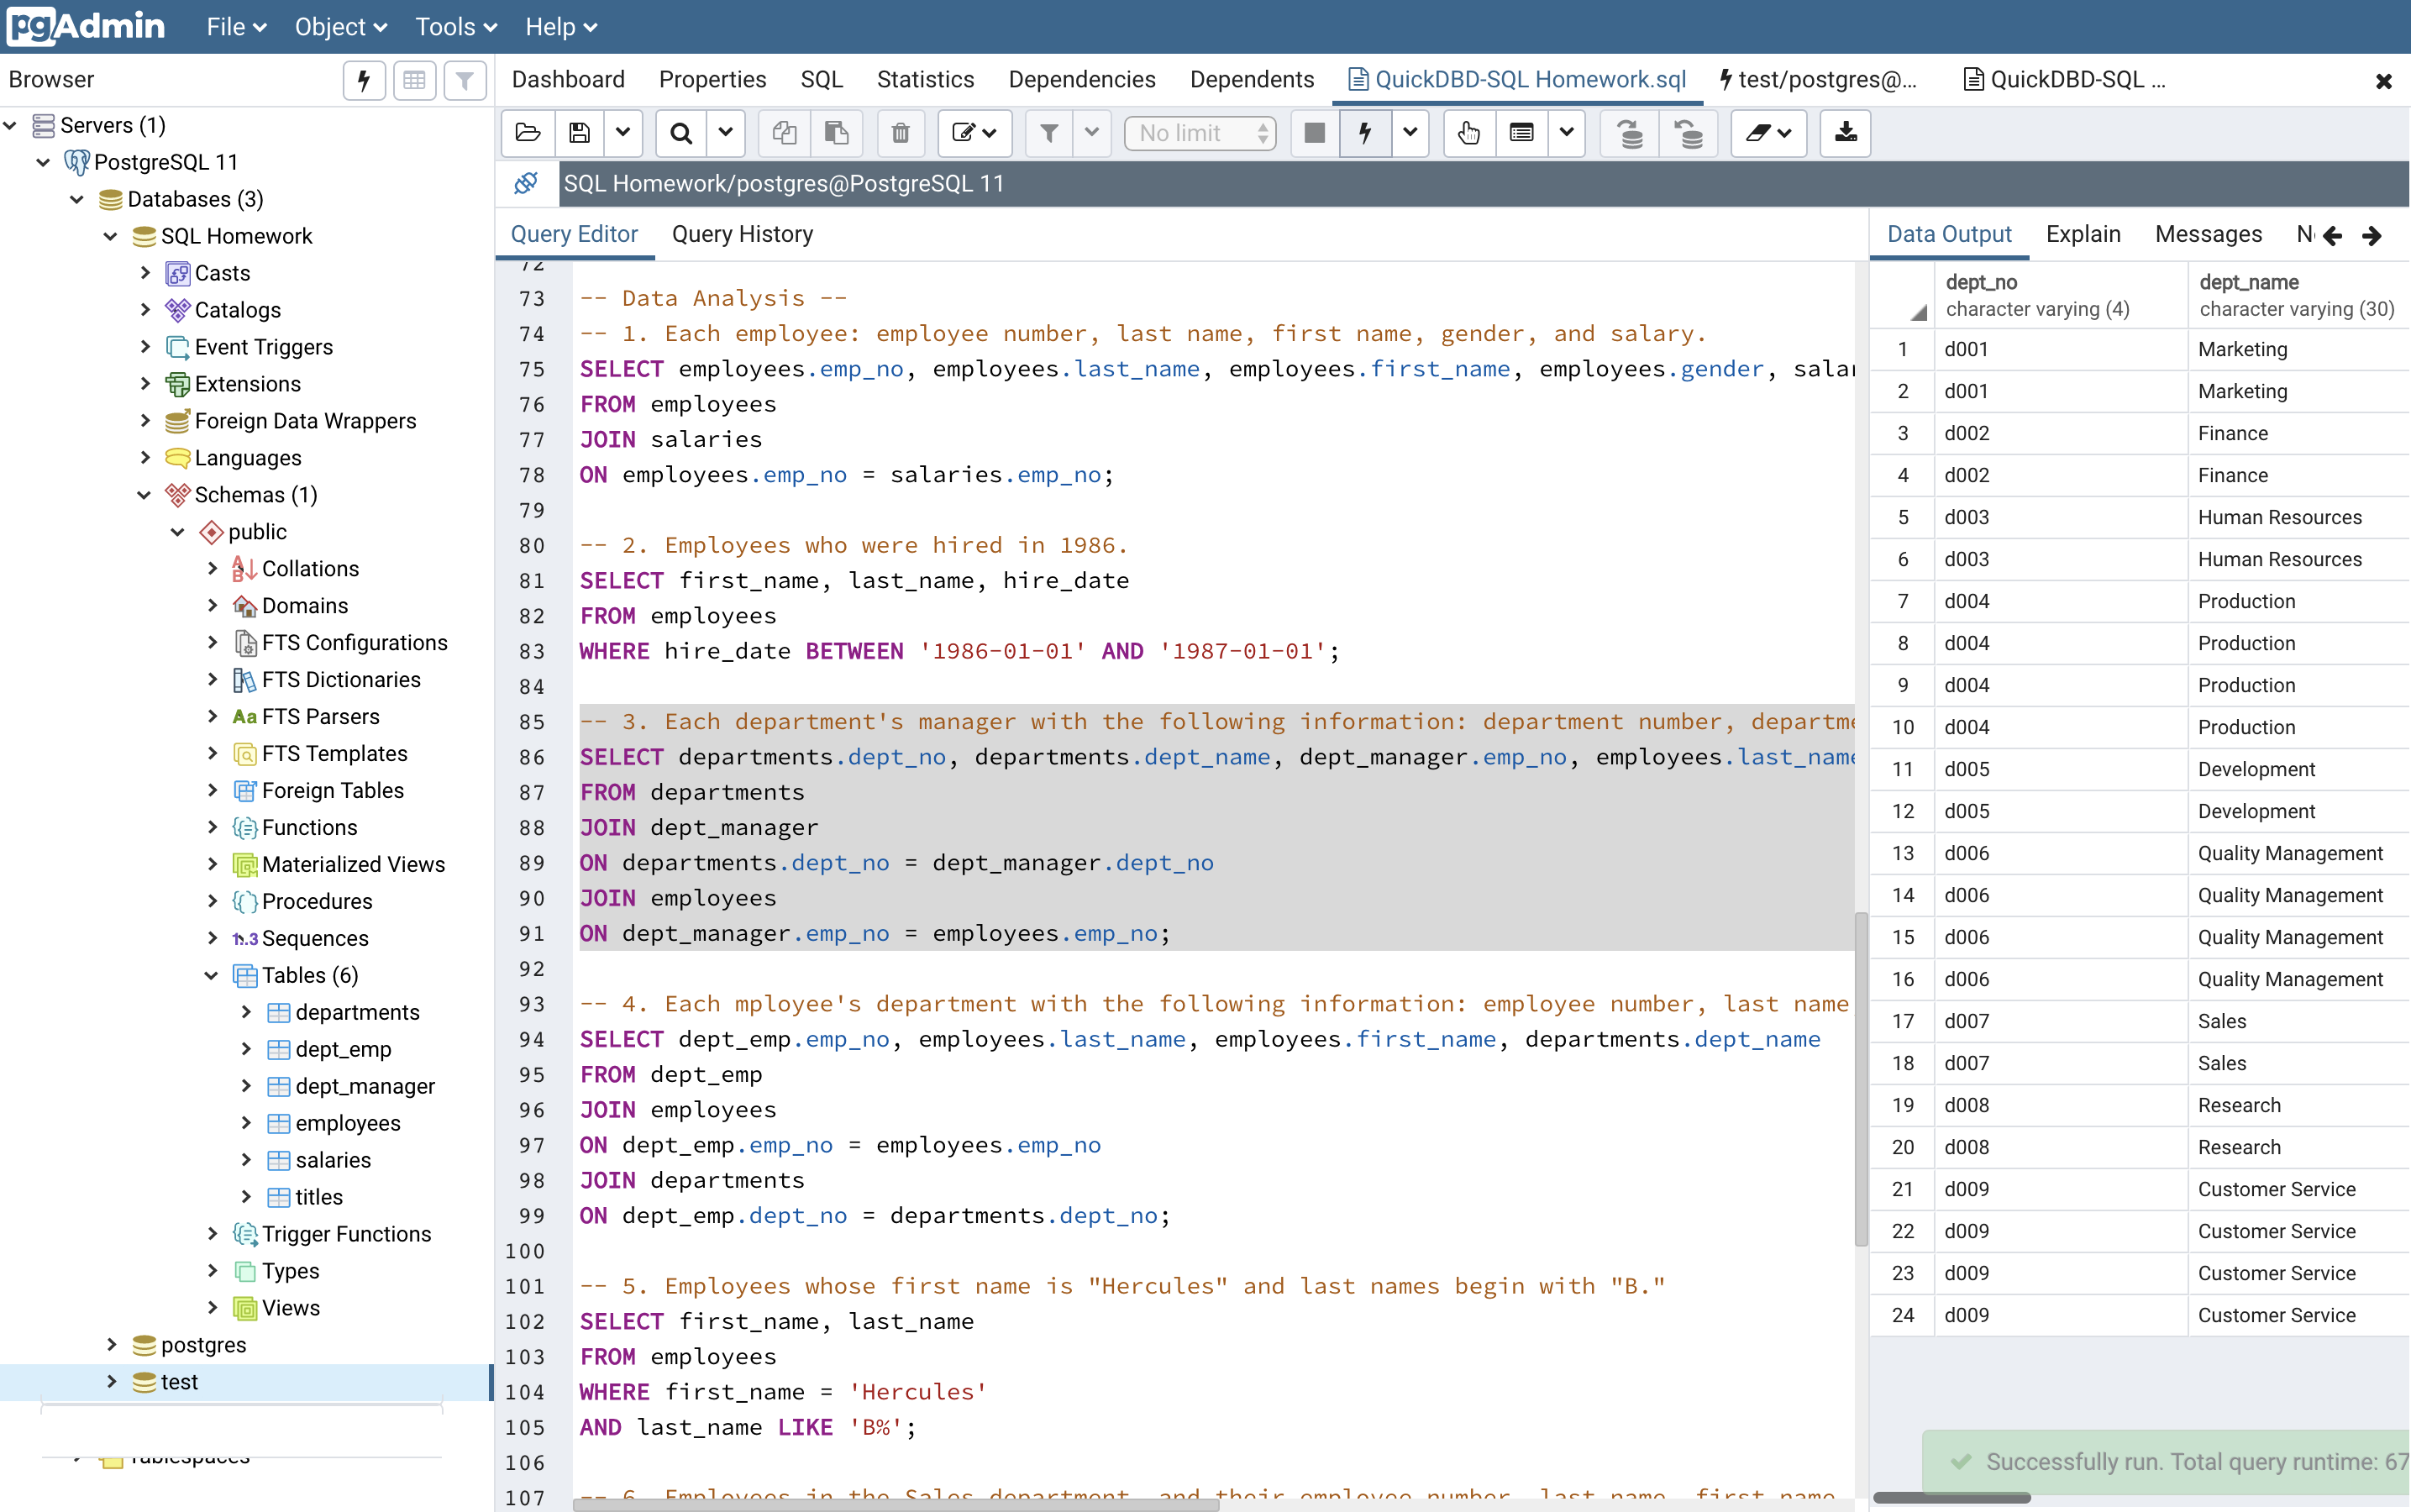 pgAdmin File Object Tools Help
Browser
Dashboard Properties SQL Statistics Dependencies Dependents QuickDBD-SQL Homework.sql test/postgres@... QuickDBD-SQL ...
No limit
SQL Homework/postgres@PostgreSQL 11
Servers (1)
PostgreSQL 11
Databases (3)
SQL Homework
Casts
Catalogs
Event Triggers
Extensions
Foreign Data Wrappers
Languages
Schemas (1)
public
Collations
Domains
FTS Configurations
FTS Dictionaries
Aa FTS Parsers
FTS Templates
Foreign Tables
Functions
Materialized Views
Procedures
1..3 Sequences
Tables (6)
departments
dept_emp
dept_manager
employees
salaries
titles
Trigger Functions
Types
Views
postgres
test
Tablespaces
Query Editor Query History
72
73 -- Data Analysis --
74 -- 1. Each employee: employee number, last name, first name, gender, and salary.
75 SELECT employees.emp_no, employees.last_name, employees.first_name, employees.gender, salar
76 FROM employees
77 JOIN salaries
78 ON employees.emp_no = salaries.emp_no;
79
80 -- 2. Employees who were hired in 1986.
81 SELECT first_name, last_name, hire_date
82 FROM employees
83 WHERE hire_date BETWEEN '1986-01-01' AND '1987-01-01';
84
85 -- 3. Each department's manager with the following information: department number, departme
86 SELECT departments.dept_no, departments.dept_name, dept_manager.emp_no, employees.last_name
87 FROM departments
88 JOIN dept_manager
89 ON departments.dept_no = dept_manager.dept_no
90 JOIN employees
91 ON dept_manager.emp_no = employees.emp_no;
92
93 -- 4. Each mployee's department with the following information: employee number, last name
94 SELECT dept_emp.emp_no, employees.last_name, employees.first_name, departments.dept_name
95 FROM dept_emp
96 JOIN employees
97 ON dept_emp.emp_no = employees.emp_no
98 JOIN departments
99 ON dept_emp.dept_no = departments.dept_no;
100
101 -- 5. Employees whose first name is "Hercules" and last names begin with "B."
102 SELECT first_name, last_name
103 FROM employees
104 WHERE first_name = 'Hercules'
105 AND last_name LIKE 'B%';
106
107 -- 6. Employees in the Sales department, and their employee number, last name, first name
Data Output Explain Messages N
dept_no dept_name
character varying (4) character varying (30)
1 d001 Marketing
2 d001 Marketing
3 d002 Finance
4 d002 Finance
5 d003 Human Resources
6 d003 Human Resources
7 d004 Production
8 d004 Production
9 d004 Production
10 d004 Production
11 d005 Development
12 d005 Development
13 d006 Quality Management
14 d006 Quality Management
15 d006 Quality Management
16 d006 Quality Management
17 d007 Sales
18 d007 Sales
19 d008 Research
20 d008 Research
21 d009 Customer Service
22 d009 Customer Service
23 d009 Customer Service
24 d009 Customer Service
Successfully run. Total query runtime: 67